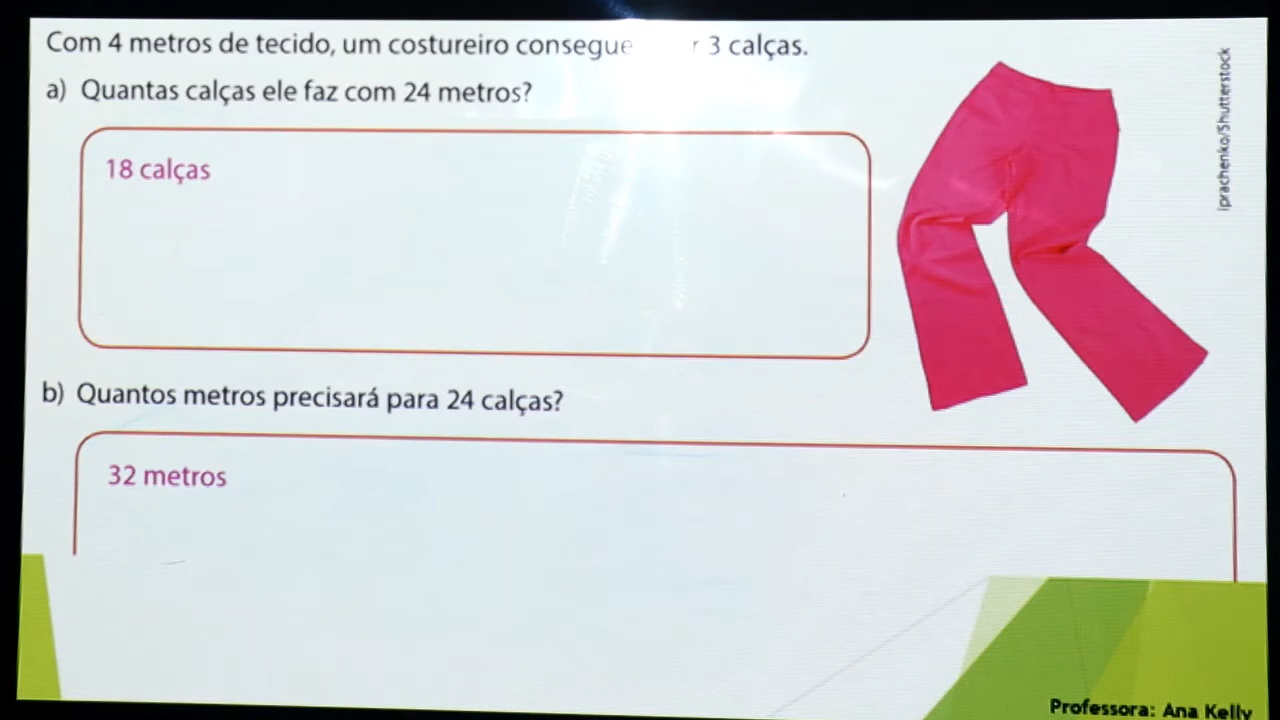 Com 4 metros de tecido, um costureiro consegue r 3 calças.
a) Quantas calças ele faz com 24 metros?
18 calças
b) Quantos metros precisará para 24 calças?
32 metros
iprachenko/Shutterstock
Professora: Ana Kelly